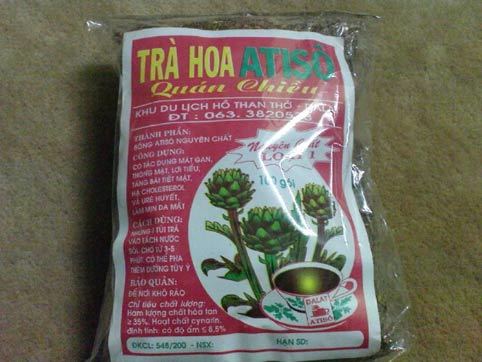 TRÀ HOA ATISÔ
Quán Chiều
KHU DU LỊCH HỒ THAN THỞ -
ĐT : 063. 38205
THÀNH PHẦN:
BÔNG ATISÔ NGUYÊN CHẤT
CÔNG DỤNG:
CÓ TÁC DỤNG MÁT GAN,
THÔNG MẬT, LỢI TIỂU,
TĂNG BÀI TIẾT MẬT,
HẠ CHOLESTEROL
VÀ URÊ HUYẾT,
LÀM MỊN DA MẶT
Nguyên Chất
LOẠI 1
100 gói
CÁCH DÙNG:
NHÚNG 1 TÚI TRÀ
VÀO TÁCH NƯỚC
SÔI, CHỜ TỪ 3-5
PHÚT, CÓ THỂ PHA
THÊM ĐƯỜNG TÙY Ý
BẢO QUẢN:
ĐỂ NƠI KHÔ RÁO
Chỉ tiêu chất lượng:
Hàm lượng chất hòa tan
≥ 35%. Hoạt chất cynarin.
định tính: có độ ẩm ≤ 6,5%
DALAT
ATISÔ
ĐKCL: 548/200 - NSX:
HẠN SD: